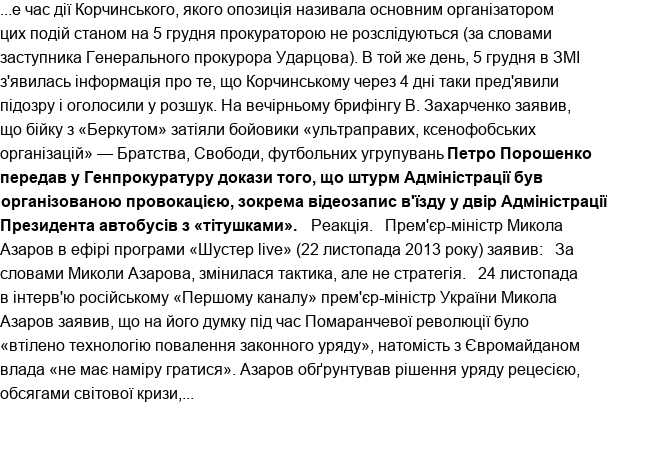 ...е час дії Корчинського, якого опозиція називала основним організатором
цих подій станом на 5 грудня прокураторою не розслідуються (за словами
заступника Генерального прокурора Ударцова). В той же день, 5 грудня в ЗМІ
з'явилась інформація про те, що Корчинському через 4 дні таки пред'явили
підозру і оголосили у розшук. На вечірньому брифінгу В. Захарченко заявив,
що бійку з «Беркутом» затіяли бойовики «ультраправих, ксенофобських
організацій» — Братства, Свободи, футбольних угрупувань Петро Порошенко
передав у Генпрокуратуру докази того, що штурм Адміністрації був
організованою провокацією, зокрема відеозапис в'їзду у двір Адміністрації
Президента автобусів з «тітушками». Реакція. Прем'єр-міністр Микола
Азаров в ефірі програми «Шустер live» (22 листопада 2013 року) заявив: За
словами Миколи Азарова, змінилася тактика, але не стратегія. 24 листопада
в інтерв'ю російському «Первому каналу» прем'єр-міністр України Микола
Азаров заявив, що на його думку під час Помаранчевої революції було
«втілено технологію повалення законного уряду», натомість з Євромайданом
влада «не має наміру гратися». Азаров обґрунтував рішення уряду рецесією,
обсягами світової кризи,...